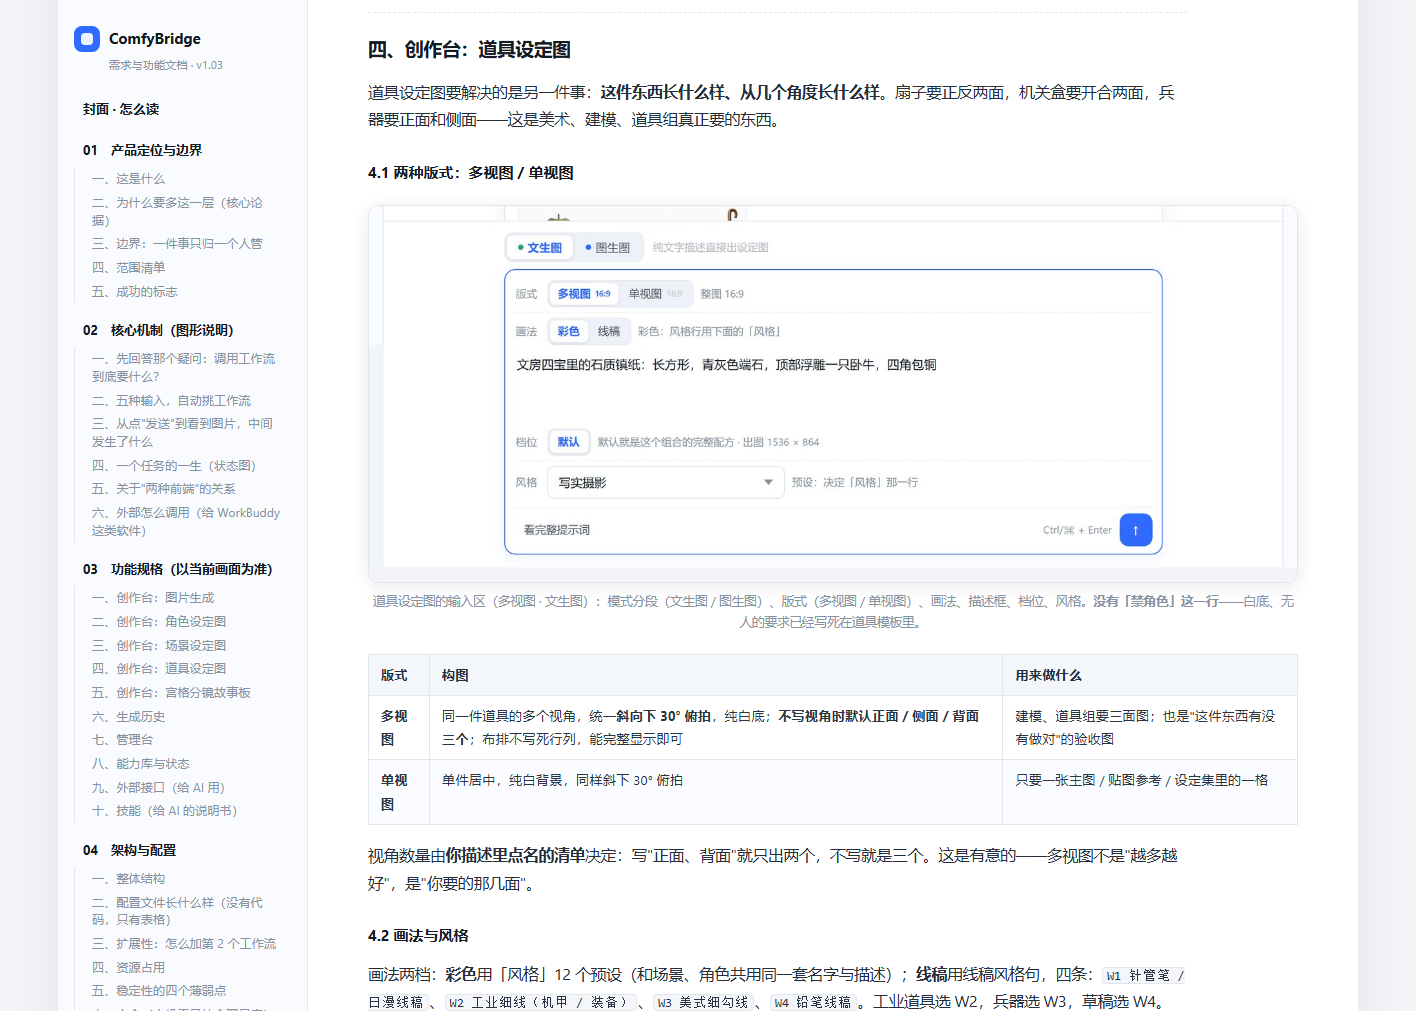 ComfyBridge
需求与功能文档 · v1.03
封面 · 怎么读
01 产品定位与边界
一、这是什么
二、为什么要多这一层（核心论
据）
三、边界：一件事只归一个人管
四、范围清单
五、成功的标志
02 核心机制（图形说明）
一、先回答那个疑问：调用工作流
到底要什么？
二、五种输入，自动挑工作流
三、从点"发送"到看到图片，中间
发生了什么
四、一个任务的一生（状态图）
五、关于"两种前端"的关系
六、外部怎么调用（给 WorkBuddy
这类软件）
03 功能规格（以当前画面为准）
一、创作台：图片生成
二、创作台：角色设定图
三、创作台：场景设定图
四、创作台：道具设定图
五、创作台：宫格分镜故事板
六、生成历史
七、管理台
八、能力库与状态
九、外部接口（给 AI 用）
十、技能（给 AI 的说明书）
04 架构与配置
一、整体结构
二、配置文件长什么样（没有代
码，只有表格）
三、扩展性：怎么加第 2 个工作流
四、资源占用
五、稳定性的四个薄弱点
四、创作台：道具设定图
道具设定图要解决的是另一件事：这件东西长什么样、从几个角度长什么样。扇子要正反两面，机关盒要开合两面，兵
器要正面和侧面——这是美术、建模、道具组真正要的东西。
4.1 两种版式：多视图 / 单视图
文生图 图生图 纯文字描述直接出设定图
版式 多视图 16:9 单视图 16:9 整图 16:9
画法 彩色 线稿 彩色：风格行用下面的「风格」
文房四宝里的石质镇纸：长方形，青灰色端石，顶部浮雕一只卧牛，四角包铜
档位 默认 默认就是这个组合的完整配方 · 出图 1536 × 864
风格 写实摄影 预设：决定「风格」那一行
看完整提示词 Ctrl/⌘ + Enter ↑
道具设定图的输入区（多视图 · 文生图）：模式分段（文生图 / 图生图）、版式（多视图 / 单视图）、画法、描述框、档位、风格。没有「禁角色」这一行——白底、无
人的要求已经写死在道具模板里。
版式 构图 用来做什么
多视图 同一件道具的多个视角，统一斜向下 30° 俯拍，纯白底；不写视角时默认正面 / 侧面 / 背面 建模、道具组要三面图；也是"这件东西有没
三个；布排不写死行列，能完整显示即可 有做对"的验收图
单视图 单件居中，纯白背景，同样斜下 30° 俯拍 只要一张主图 / 贴图参考 / 设定集里的一格
视角数量由你描述里点名的清单决定：写"正面、背面"就只出两个，不写就是三个。这是有意的——多视图不是"越多越
好"，是"你要的那几面"。
4.2 画法与风格
画法两档：彩色用「风格」12 个预设（和场景、角色共用同一套名字与描述）；线稿用线稿风格句，四条：W1 针管笔 /
日漫线稿、W2 工业细线（机甲 / 装备）、W3 美式细勾线、W4 铅笔线稿。工业道具选 W2，兵器选 W3，草稿选 W4。